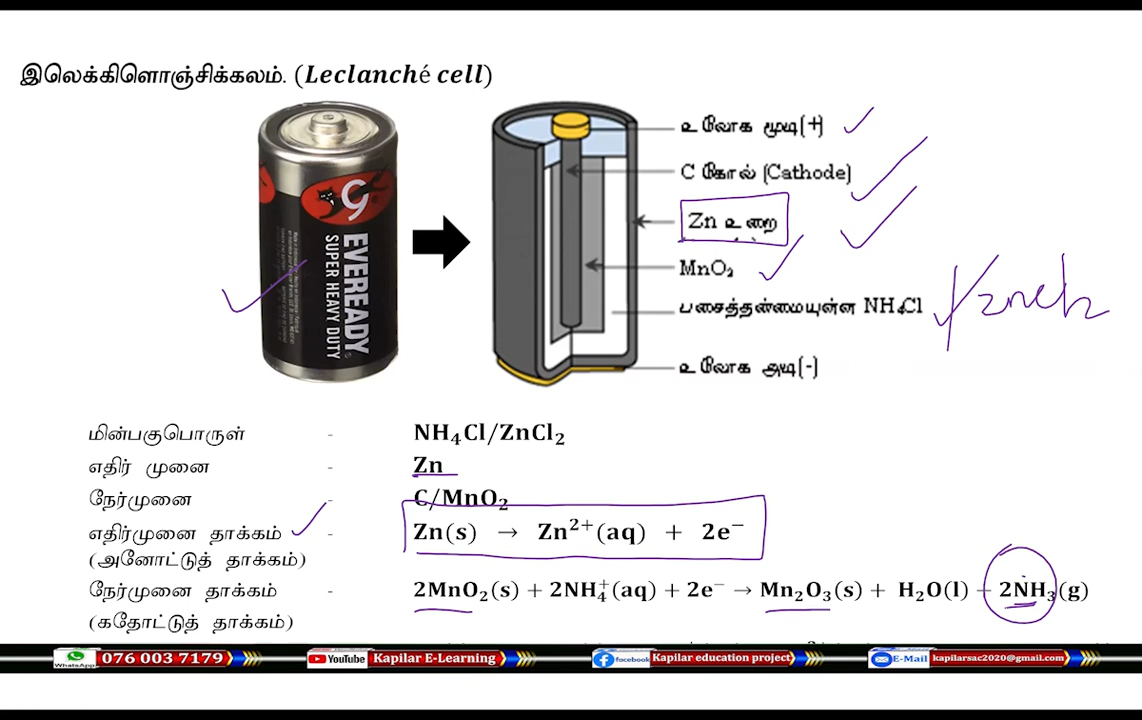 இலெக்கிளொஞ்சிக்கலம். (Leclanché cell)
EVEREADY
SUPER HEAVY DUTY
உலோக மூடி(+)
C கோல் (Cathode)
Zn உறை
MnO₂
பசைத்தன்மையுள்ள NH₄Cl
உலோக அடி(-)
மின்பகுபொருள் - NH₄Cl/ZnCl₂
எதிர் முனை - Zn
நேர்முனை - C/MnO₂
எதிர்முனை தாக்கம் - Zn(s) → Zn²⁺(aq) + 2e⁻
(அனோட்டுத் தாக்கம்)
நேர்முனை தாக்கம் - 2MnO₂(s) + 2NH₄⁺(aq) + 2e⁻ → Mn₂O₃(s) + H₂O(l) + 2NH₃(g)
(கதோட்டுத் தாக்கம்)
WhatsApp 076 003 7179 YouTube Kapilar E-Learning facebook Kapilar education project E-Mail kapilarsac2020@gmail.com